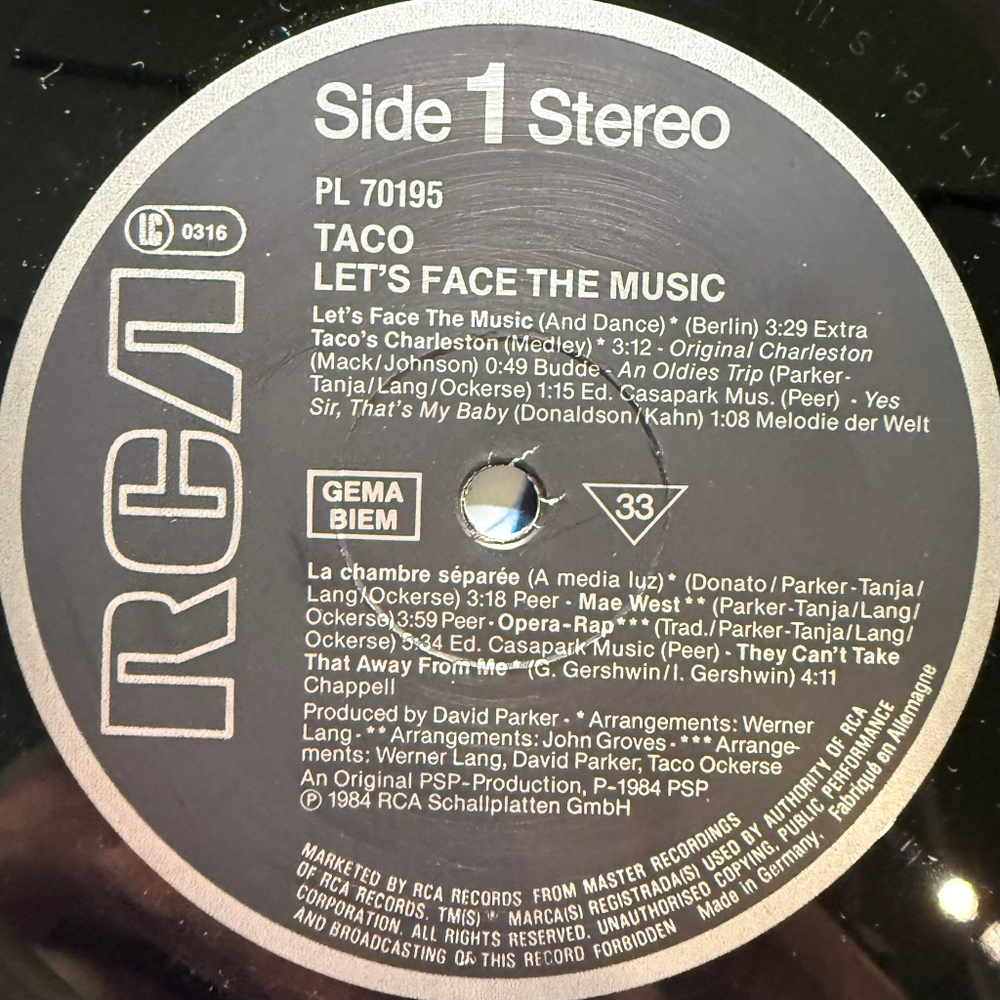 Side 1 Stereo
PL 70195
LC 0316
TACO
LET'S FACE THE MUSIC
Let's Face The Music (And Dance)* (Berlin) 3:29 Extra
Taco's Charleston (Medley)* 3:12 - Original Charleston
(Mack/Johnson) 0:49 Budde - An Oldies Trip (Parker-
Tanja/Lang/Ockerse) 1:15 Ed. Casapark Mus. (Peer) - Yes
Sir, That's My Baby (Donaldson/Kahn) 1:08 Melodie der Welt
RCA
GEMA
BIEM
33
La chambre séparée (A media luz)* (Donato/Parker-Tanja/
Lang/Ockerse) 3:18 Peer - Mae West** (Parker-Tanja/Lang/
Ockerse) 3:59 Peer - Opera-Rap*** (Trad./Parker-Tanja/Lang/
Ockerse) 5:34 Ed. Casapark Music (Peer) - They Can't Take
That Away From Me* (G. Gershwin/I. Gershwin) 4:11
Chappell
Produced by David Parker - * Arrangements: Werner
Lang - ** Arrangements: John Groves - *** Arrange-
ments: Werner Lang, David Parker, Taco Ockerse
An Original PSP-Production, P-1984 PSP
℗ 1984 RCA Schallplatten GmbH
MARKETED BY RCA RECORDS FROM MASTER RECORDINGS
OF RCA RECORDS. TM(S) ® MARCA(S) REGISTRADA(S) USED BY AUTHORITY OF RCA
CORPORATION. ALL RIGHTS RESERVED. UNAUTHORISED COPYING, PUBLIC PERFORMANCE
AND BROADCASTING OF THIS RECORD FORBIDDEN Made in Germany. Fabriqué en Allemagne